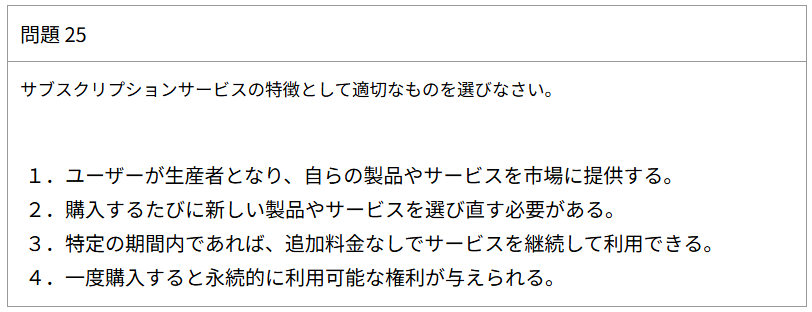 問題 25
サブスクリプションサービスの特徴として適切なものを選びなさい。
１．ユーザーが生産者となり、自らの製品やサービスを市場に提供する。
２．購入するたびに新しい製品やサービスを選び直す必要がある。
３．特定の期間内であれば、追加料金なしでサービスを継続して利用できる。
４．一度購入すると永続的に利用可能な権利が与えられる。